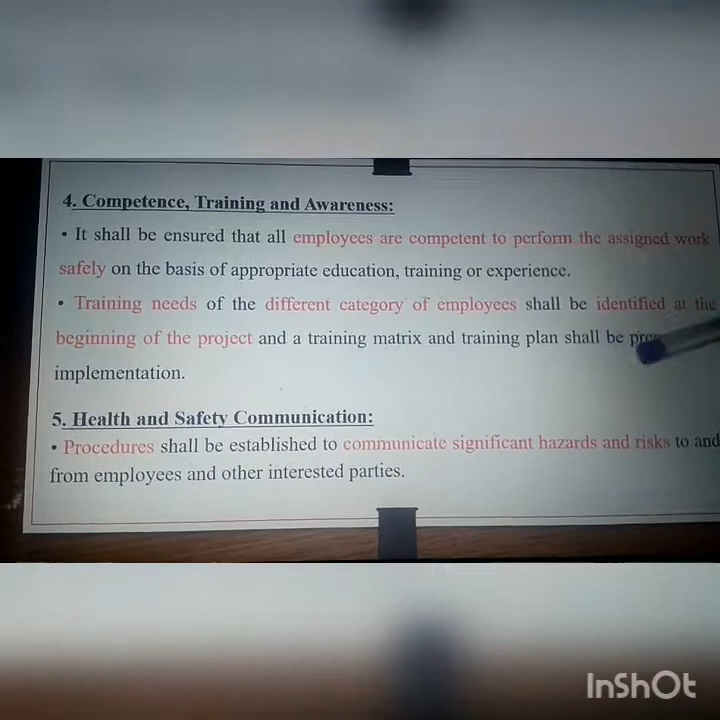 4. Competence, Training and Awareness:
• It shall be ensured that all employees are competent to perform the assigned work
safely on the basis of appropriate education, training or experience.
• Training needs of the different category of employees shall be identified at the
beginning of the project and a training matrix and training plan shall be
implementation.
5. Health and Safety Communication:
• Procedures shall be established to communicate significant hazards and risks to and
from employees and other interested parties.
InShOt